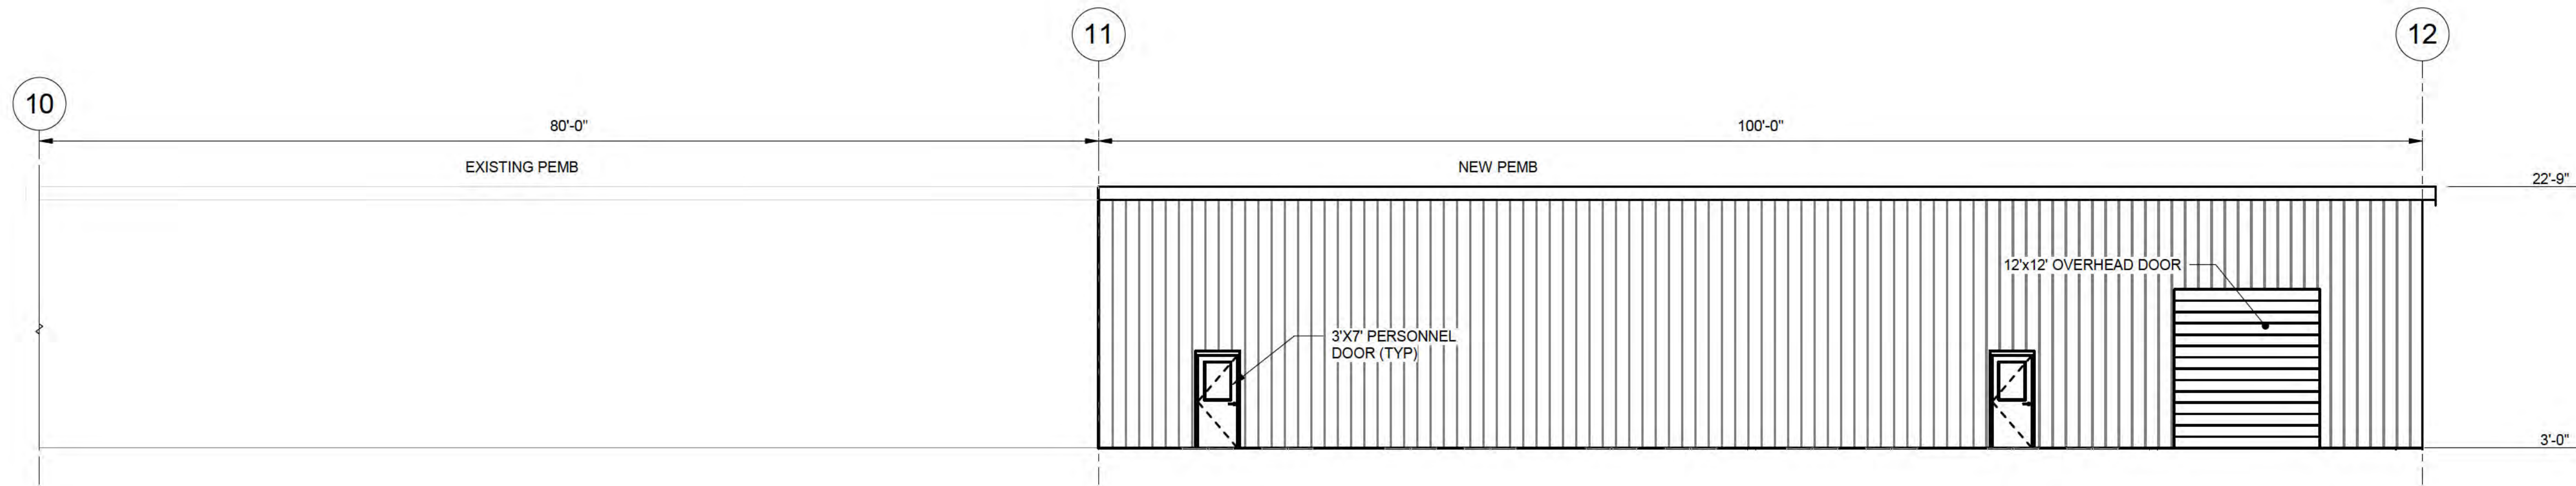 11
12
10
80'-0"
100'-0"
EXISTING PEMB
NEW PEMB
22'-9"
12'x12' OVERHEAD DOOR
3'X7' PERSONNEL
DOOR (TYP)
3'-0"